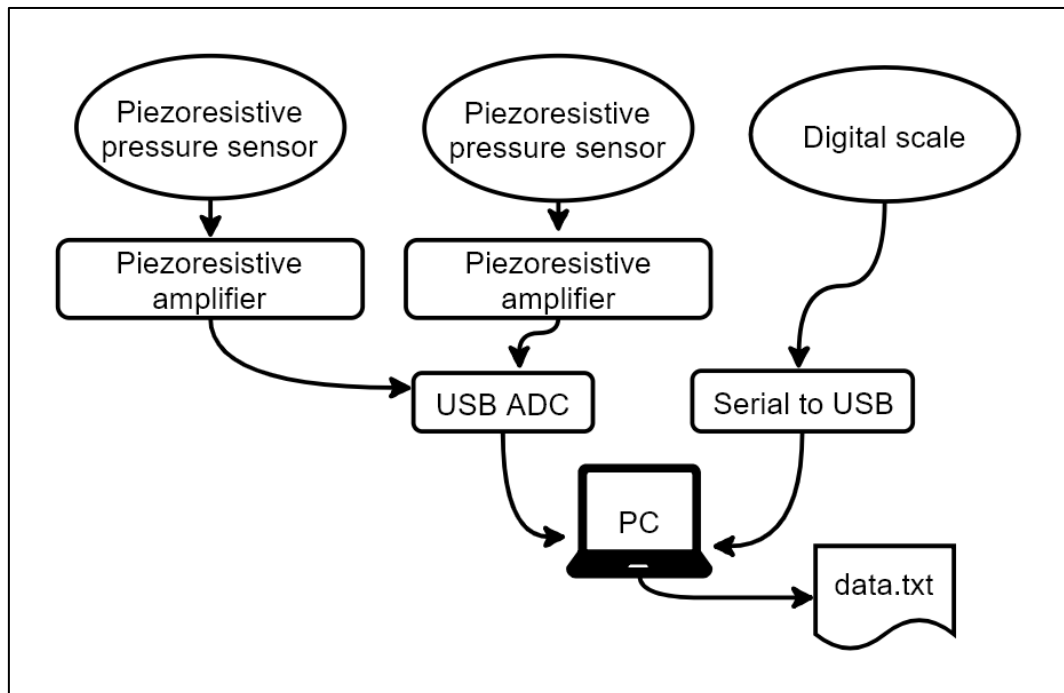 Piezoresistive
pressure sensor
Piezoresistive
pressure sensor
Digital scale
Piezoresistive
amplifier
Piezoresistive
amplifier
USB ADC
Serial to USB
PC
data.txt